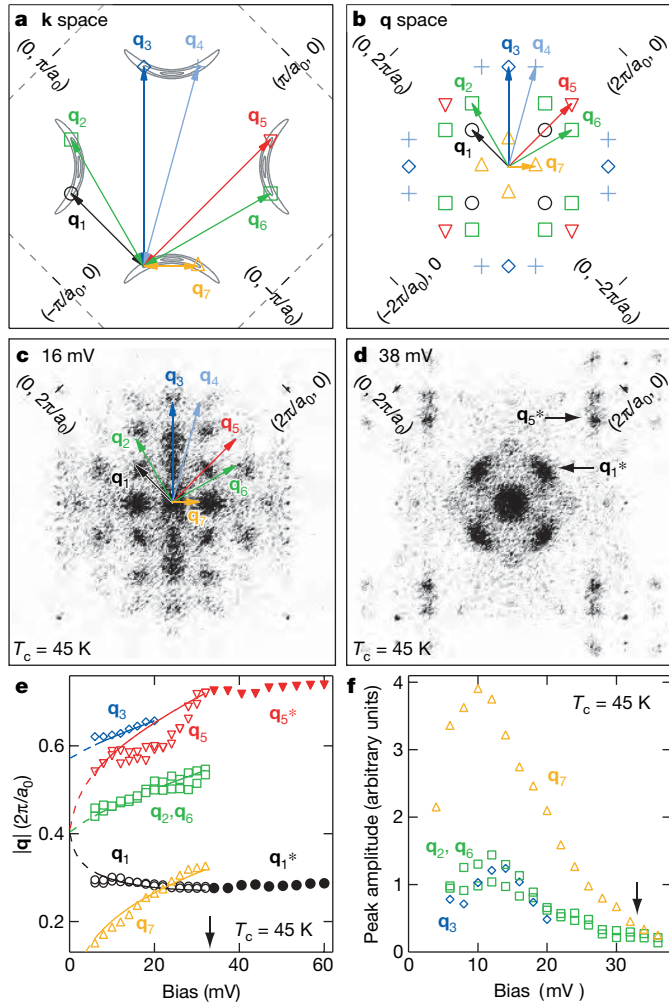 a k space
q3 q4
(0, π/a0)
(π/a0, 0)
q2
q5
q1
q6
q7
(−π/a0, 0)
(0, −π/a0)
b q space
q3 q4
(0, 2π/a0)
(2π/a0, 0)
q2
q5
q1
q6
q7
(−2π/a0), 0
(0, −2π/a0)
c 16 mV
q3 q4
(0, 2π/a0)
(2π/a0, 0)
q2
q5
q1
q6
q7
Tc = 45 K
d 38 mV
(0, 2π/a0)
(2π/a0, 0)
q5*
q1*
Tc = 45 K
e
|q| (2π/a0)
0.6
0.4
0.2
q3
q5
q5*
q2, q6
q1
q1*
q7
Tc = 45 K
0 20 40 60
Bias (mV)
f
Peak amplitude (arbitrary units)
4
3
2
1
0
Tc = 45 K
q7
q2, q6
q3
0 10 20 30
Bias (mV)